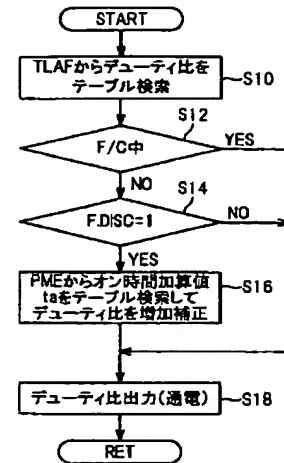 START
TLAFからデューティ比を
テーブル検索
S10
S12
F/C中
YES
NO
S14
F.DISC=1
NO
YES
PMEからオン時間加算値
taをテーブル検索して
デューティ比を増加補正
S16
デューティ比出力(通電)
S18
RET